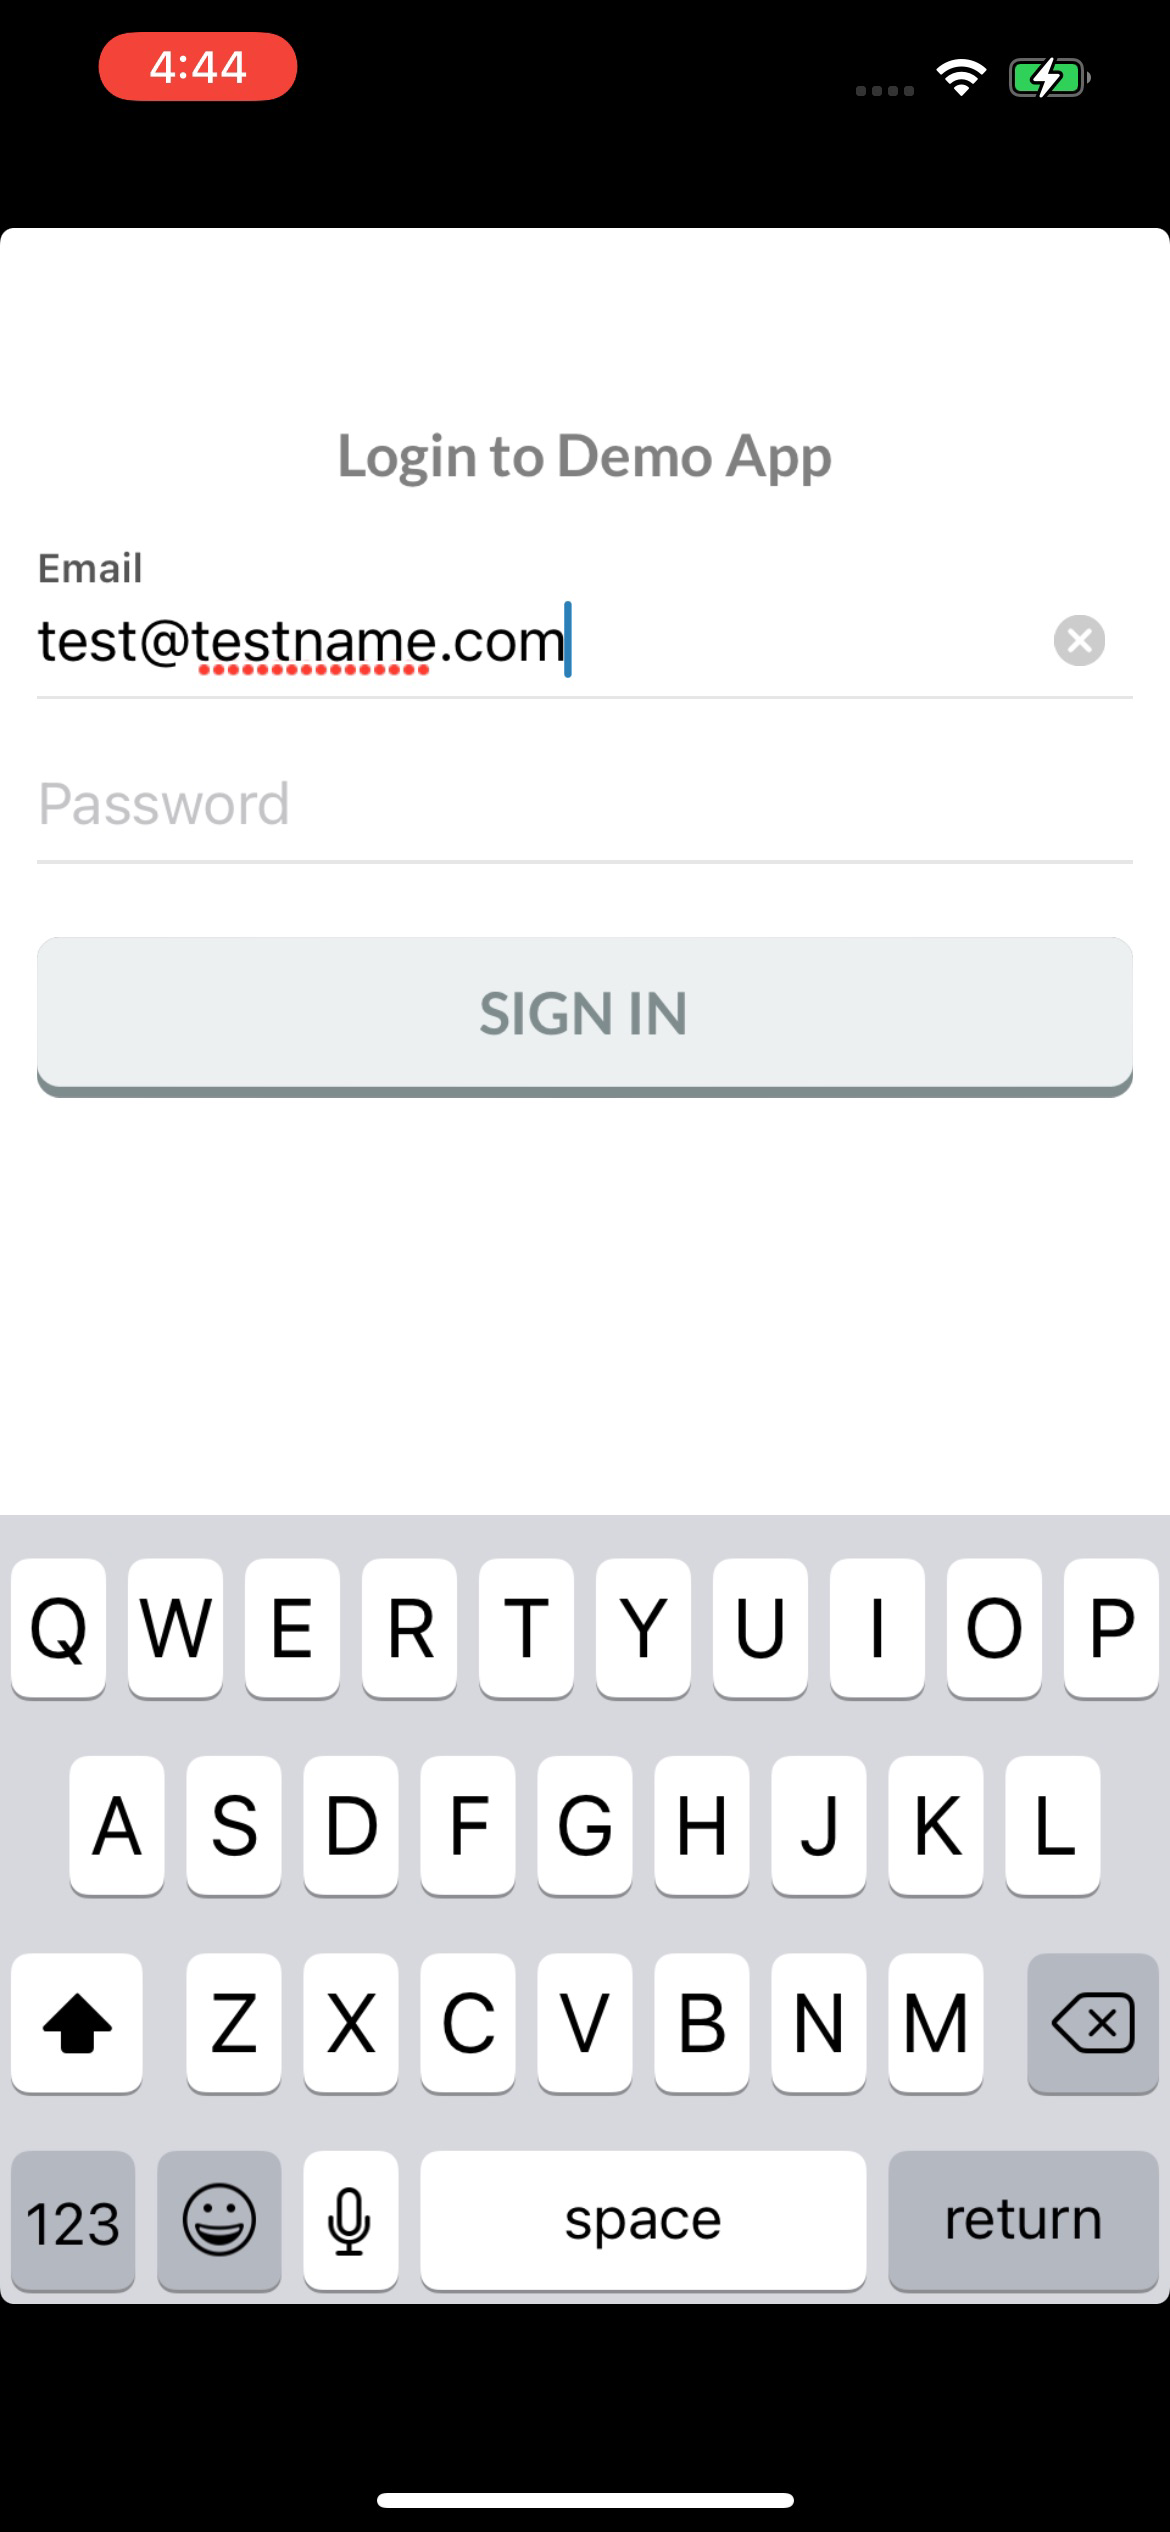 4:44
Login to Demo App
Email
test@testname.com
Password
SIGN IN
Q W E R T Y U I O P
A S D F G H J K L
Z X C V B N M
123 space return